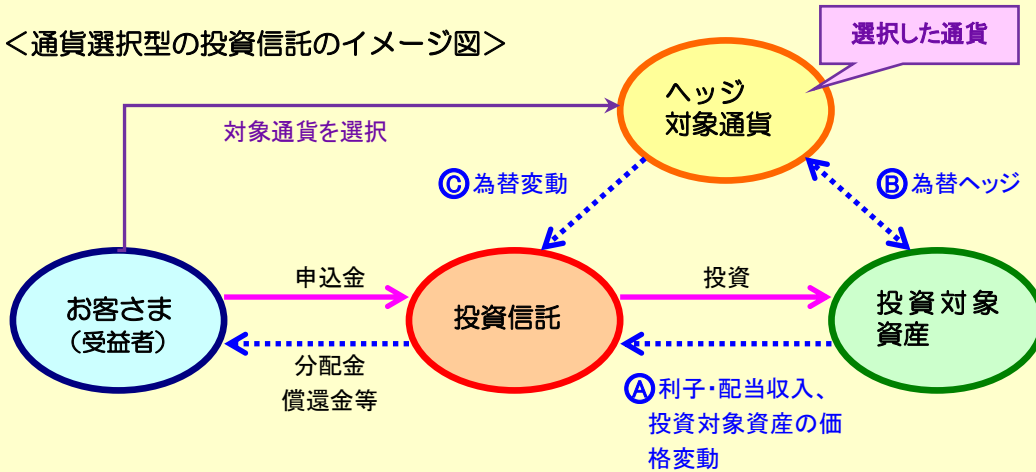 ＜通貨選択型の投資信託のイメージ図＞
選択した通貨
ヘッジ
対象通貨
対象通貨を選択
Ⓒ為替変動
Ⓑ為替ヘッジ
お客さま
（受益者）
申込金
投資信託
投資
投資対象
資産
分配金
償還金等
Ⓐ利子・配当収入、
投資対象資産の価
格変動